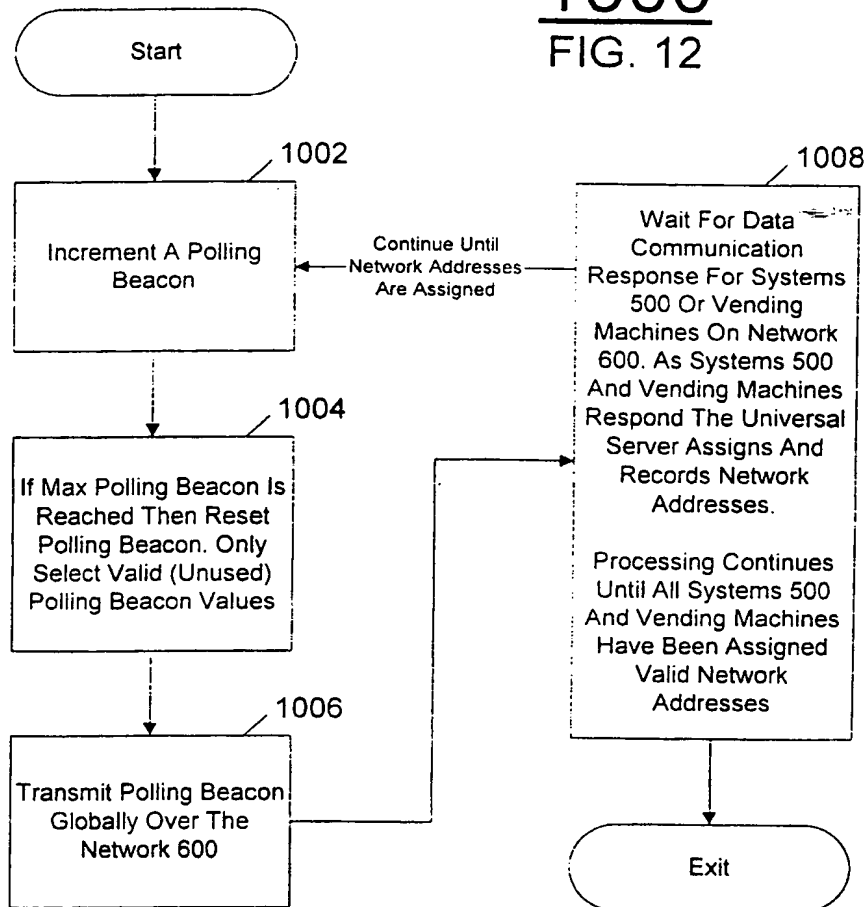 FIG. 12
Start
1002
Increment A Polling
Beacon
1004
If Max Polling Beacon Is
Reached Then Reset
Polling Beacon. Only
Select Valid (Unused)
Polling Beacon Values
1006
Transmit Polling Beacon
Globally Over The
Network 600
Continue Until
Network Addresses
Are Assigned
1008
Wait For Data
Communication
Response For Systems
500 Or Vending
Machines On Network
600. As Systems 500
And Vending Machines
Respond The Universal
Server Assigns And
Records Network
Addresses.
Processing Continues
Until All Systems 500
And Vending Machines
Have Been Assigned
Valid Network
Addresses
Exit